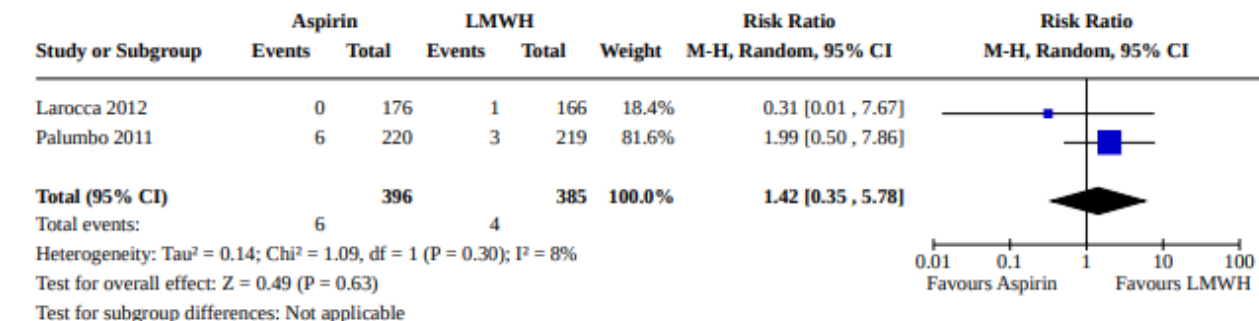 Aspirin LMWH Risk Ratio Risk Ratio
Study or Subgroup Events Total Events Total Weight M-H, Random, 95% CI M-H, Random, 95% CI
Larocca 2012 0 176 1 166 18.4% 0.31 [0.01 , 7.67]
Palumbo 2011 6 220 3 219 81.6% 1.99 [0.50 , 7.86]
Total (95% CI) 396 385 100.0% 1.42 [0.35 , 5.78]
Total events: 6 4
Heterogeneity: Tau² = 0.14; Chi² = 1.09, df = 1 (P = 0.30); I² = 8%
0.01 0.1 1 10 100
Test for overall effect: Z = 0.49 (P = 0.63) Favours Aspirin Favours LMWH
Test for subgroup differences: Not applicable